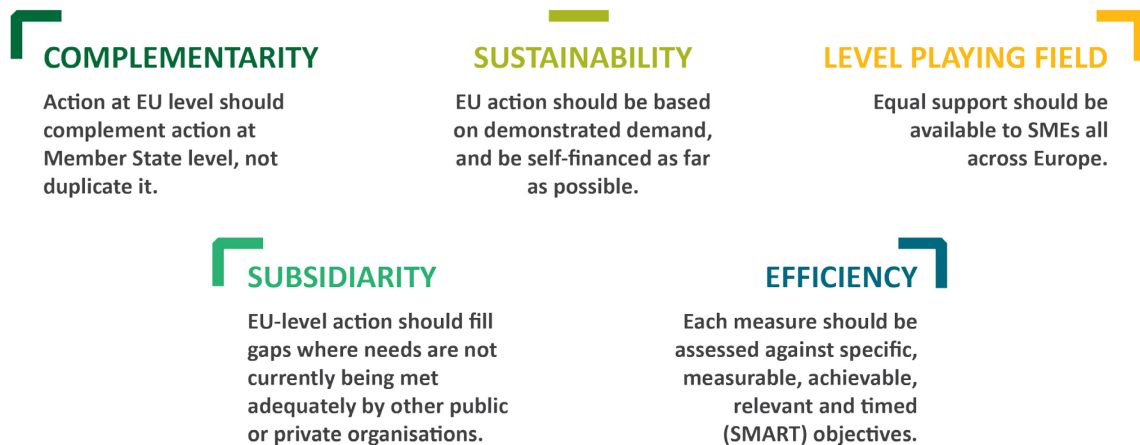 COMPLEMENTARITY
Action at EU level should
complement action at
Member State level, not
duplicate it.
SUSTAINABILITY
EU action should be based
on demonstrated demand,
and be self-financed as far
as possible.
LEVEL PLAYING FIELD
Equal support should be
available to SMEs all
across Europe.
SUBSIDIARITY
EU-level action should fill
gaps where needs are not
currently being met
adequately by other public
or private organisations.
EFFICIENCY
Each measure should be
assessed against specific,
measurable, achievable,
relevant and timed
(SMART) objectives.